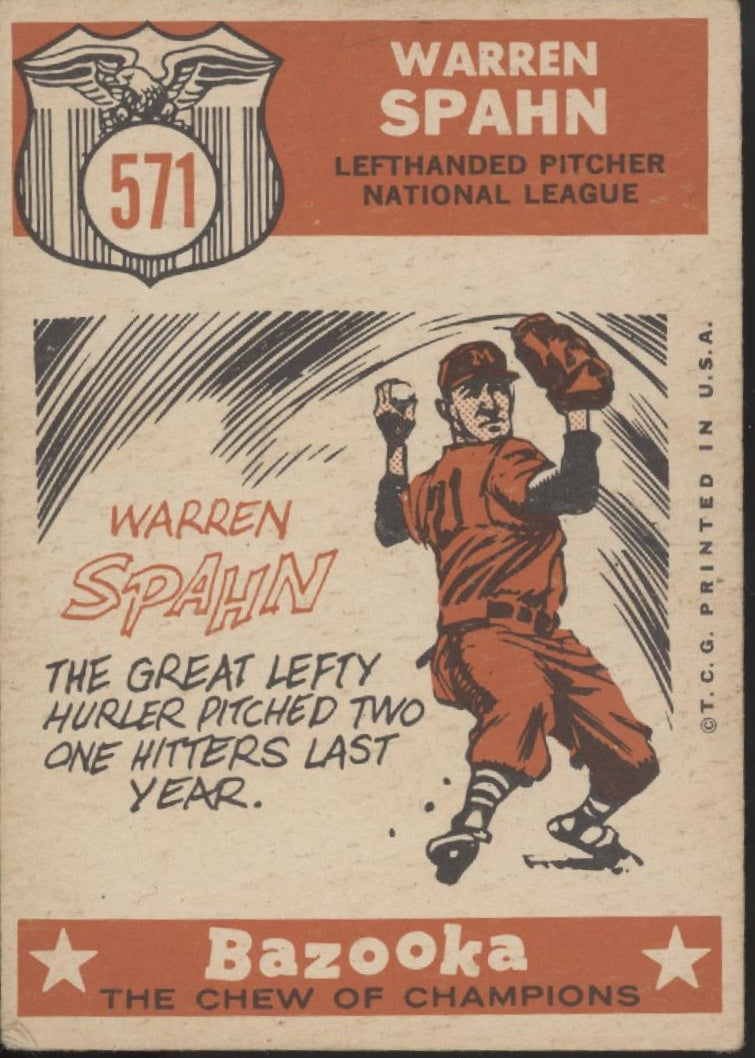 571
WARREN
SPAHN
LEFTHANDED PITCHER
NATIONAL LEAGUE
M
21
WARREN
SPAHN
THE GREAT LEFTY
HURLER PITCHED TWO
ONE HITTERS LAST
YEAR.
©T. C. G. PRINTED IN U.S.A.
Bazooka
THE CHEW OF CHAMPIONS